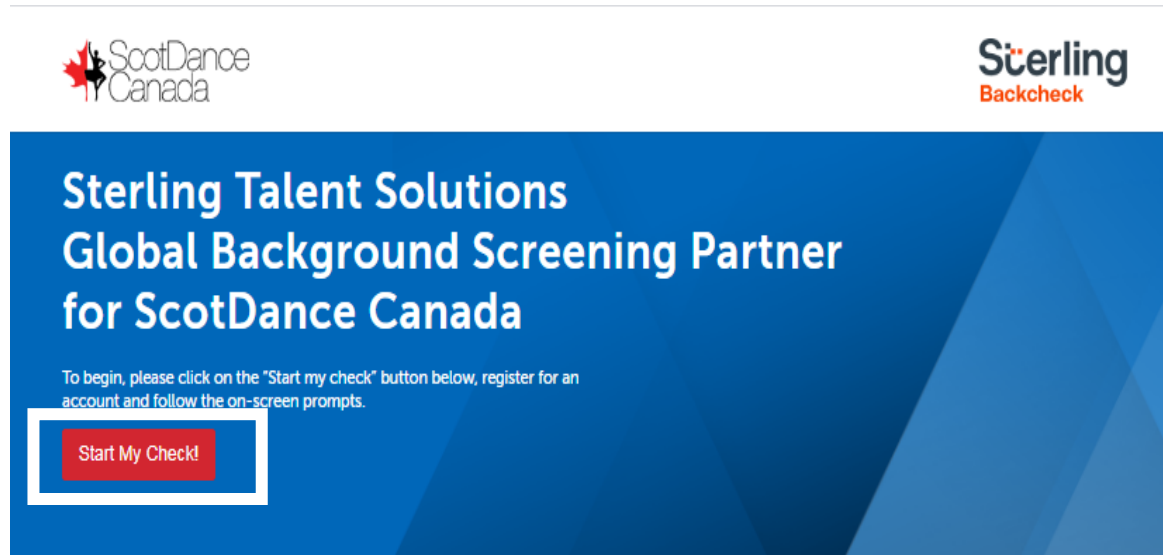 ScotDance
Canada
Sterling
Backcheck
Sterling Talent Solutions
Global Background Screening Partner
for ScotDance Canada
To begin, please click on the "Start my check" button below, register for an
account and follow the on-screen prompts.
Start My Check!